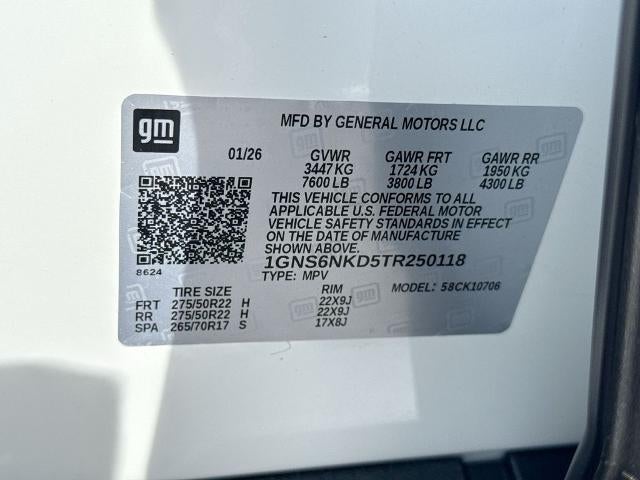 gm
MFD BY GENERAL MOTORS LLC
01/26 GVWR GAWR FRT GAWR RR
3447 KG 1724 KG 1950 KG
7600 LB 3800 LB 4300 LB
THIS VEHICLE CONFORMS TO ALL
APPLICABLE U.S. FEDERAL MOTOR
VEHICLE SAFETY STANDARDS IN EFFECT
ON THE DATE OF MANUFACTURE SHOWN
ABOVE.
1GNS6NKD5TR250118
8624
TYPE: MPV MODEL: 58CK10706
TIRE SIZE RIM
FRT 275/50R22 H 22X9J
RR 275/50R22 H 22X9J
SPA 265/70R17 S 17X8J